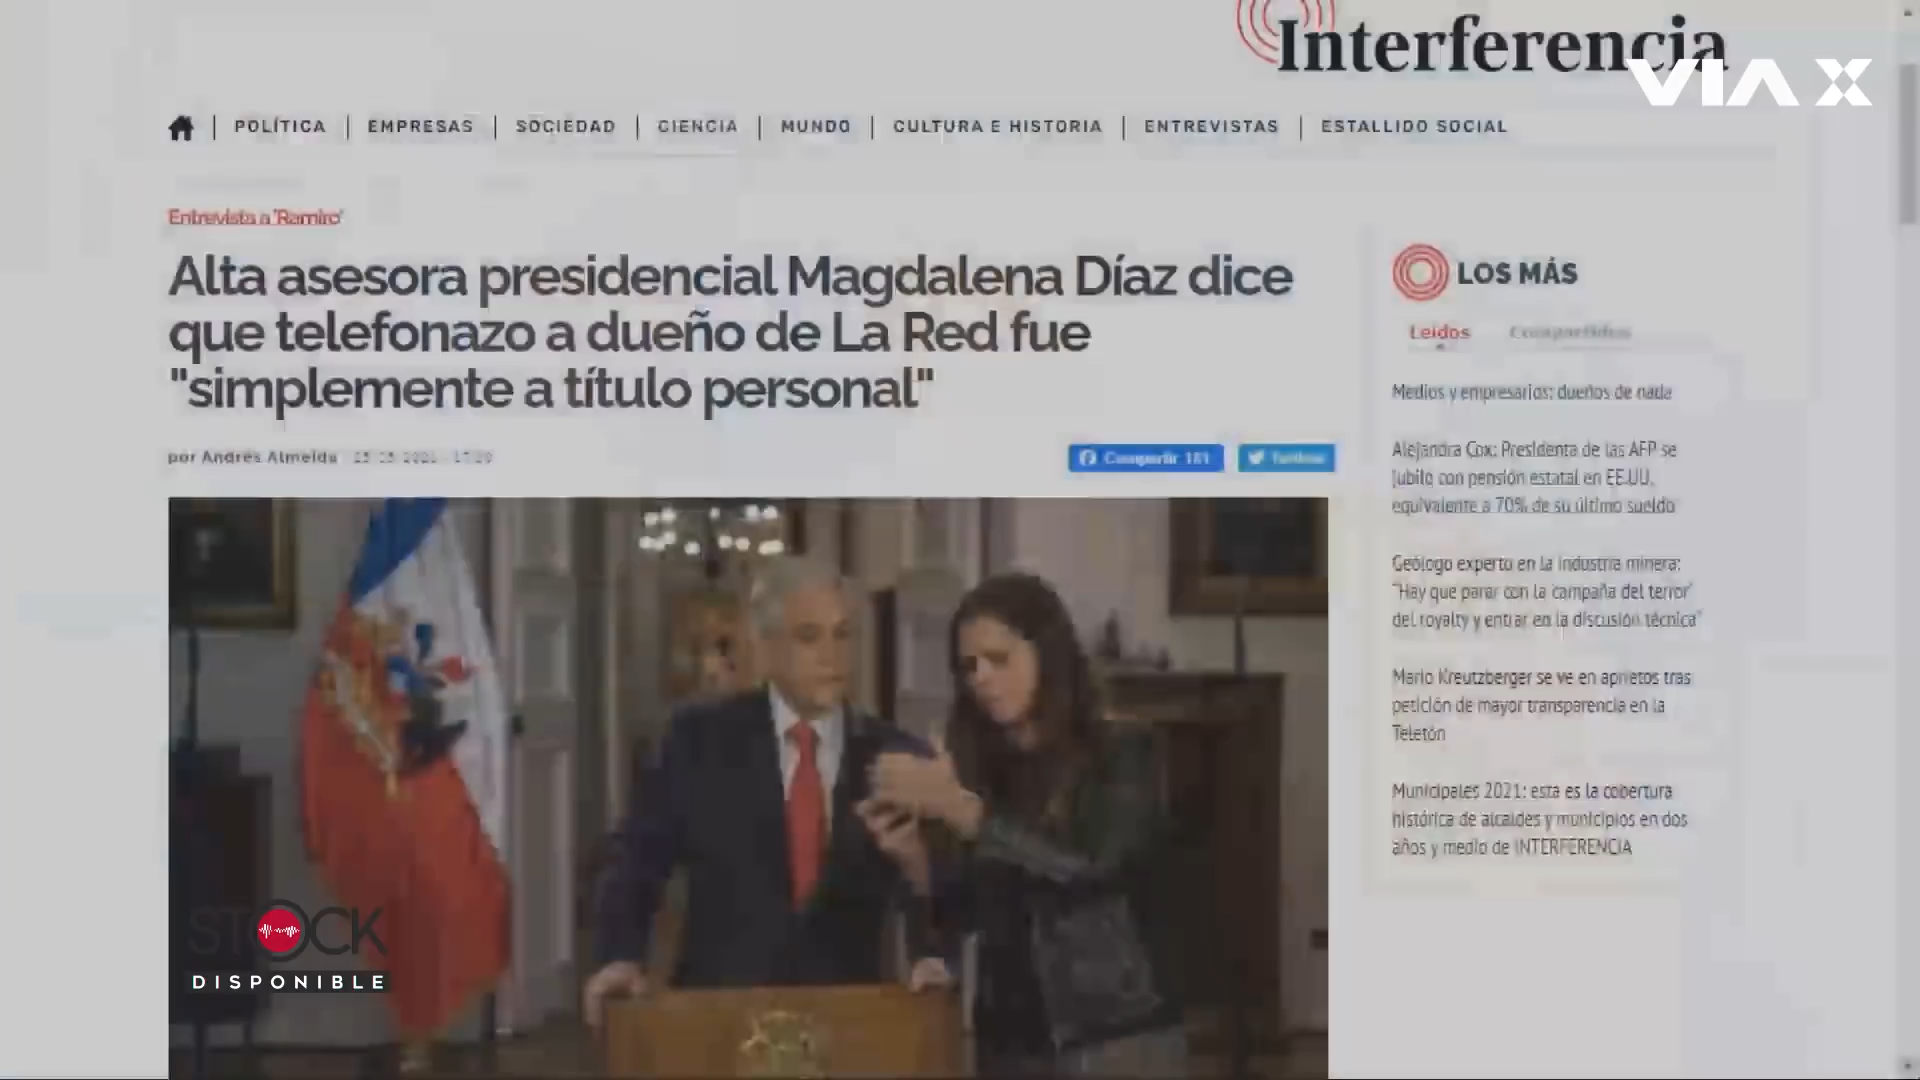 Interferencia
VIA X
POLÍTICA | EMPRESAS | SOCIEDAD | CIENCIA | MUNDO | CULTURA E HISTORIA | ENTREVISTAS | ESTALLIDO SOCIAL
Entrevista a 'Ramiro'
Alta asesora presidencial Magdalena Díaz dice
que telefonazo a dueño de La Red fue
"simplemente a título personal"
por Andrés Almeida
Compartir 181
Twittear
LOS MÁS
Leídos Compartidos
Medios y empresarios: dueños de nada
Alejandra Cox: Presidenta de las AFP se
jubiló con pensión estatal en EE.UU.
equivalente a 70% de su último sueldo
Geólogo experto en la industria minera:
"Hay que parar con la campaña del terror'
del royalty y entrar en la discusión técnica"
Mario Kreutzberger se ve en aprietos tras
petición de mayor transparencia en la
Teletón
Municipales 2021: esta es la cobertura
histórica de alcaldes y municipios en dos
años y medio de INTERFERENCIA
STOCK
DISPONIBLE